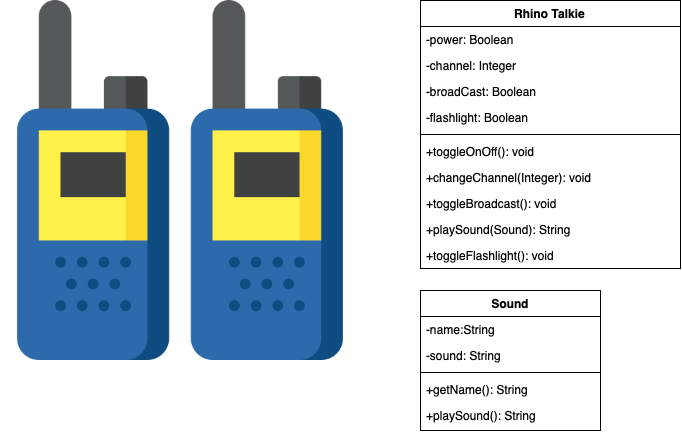 Rhino Talkie
-power: Boolean
-channel: Integer
-broadCast: Boolean
-flashlight: Boolean
+toggleOnOff(): void
+changeChannel(Integer): void
+toggleBroadcast(): void
+playSound(Sound): String
+toggleFlashlight(): void
Sound
-name:String
-sound: String
+getName(): String
+playSound(): String